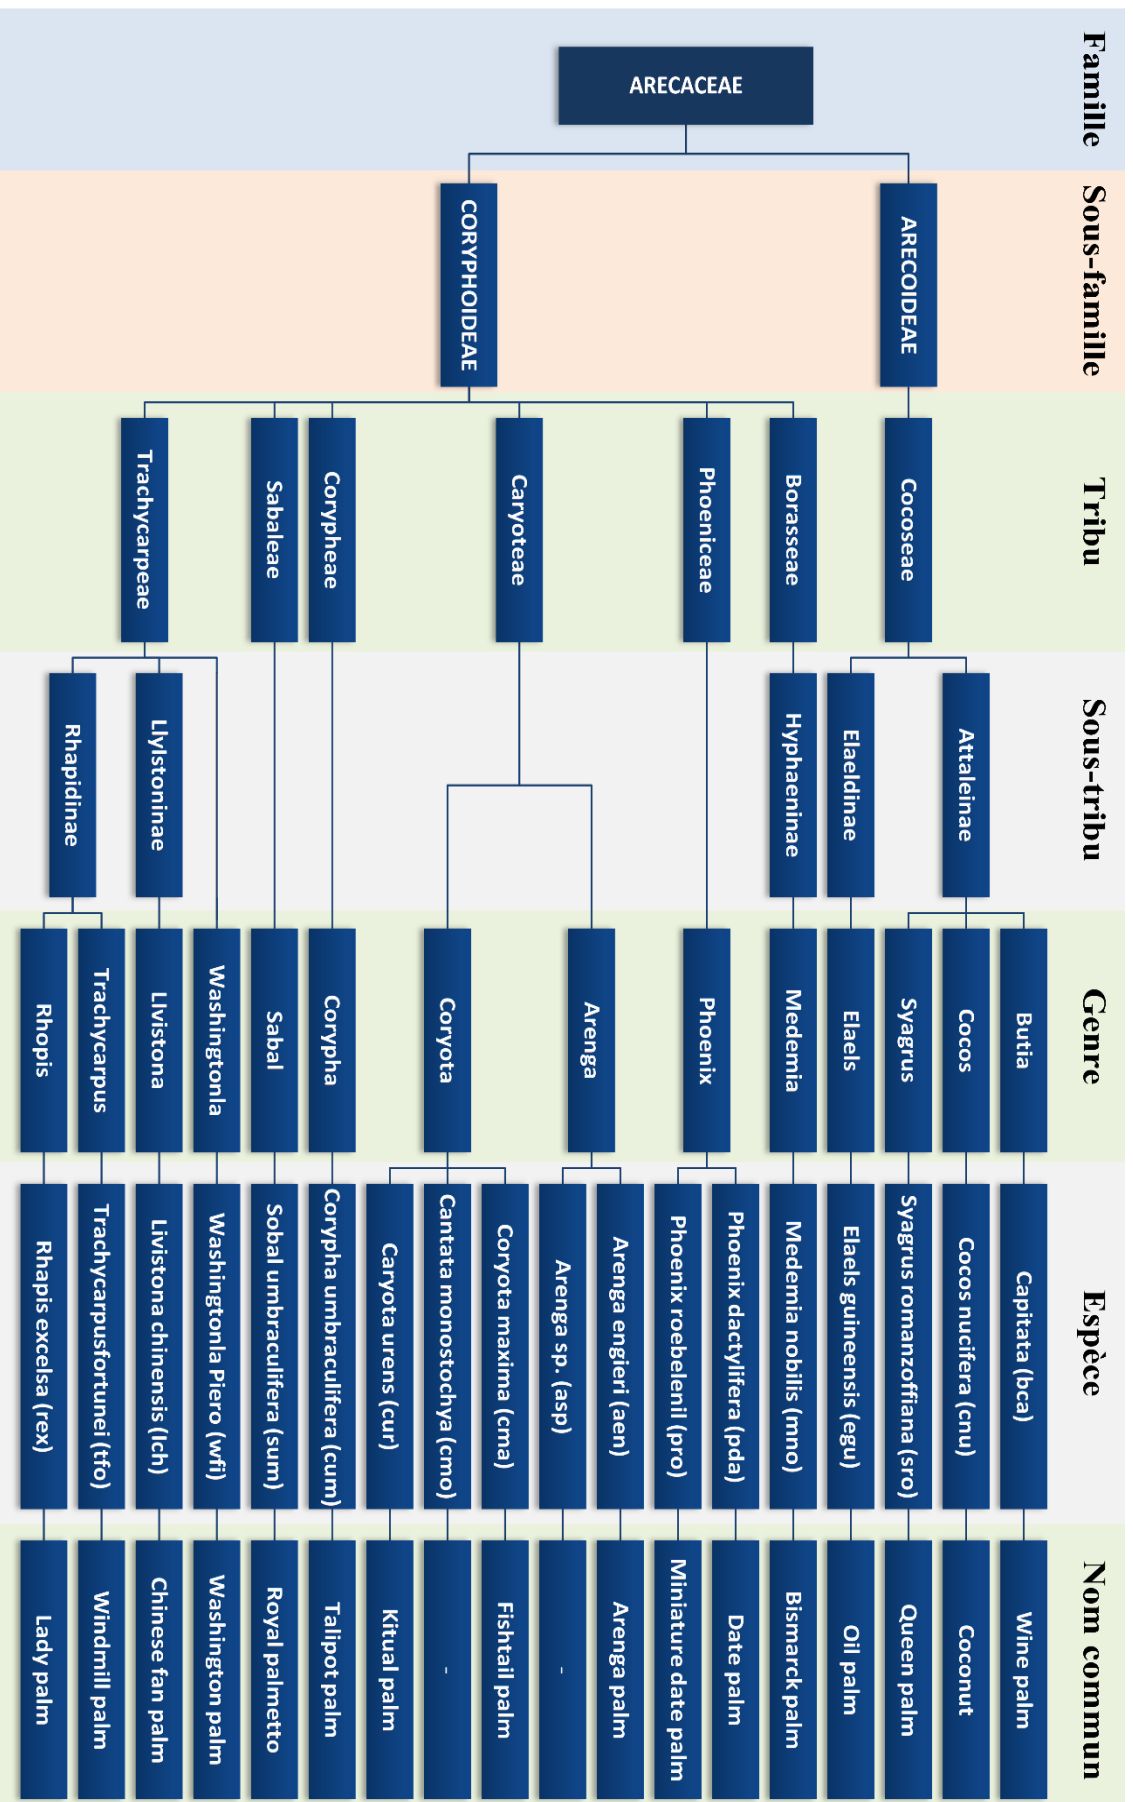 Famille
Sous-famille
Tribu
Sous-tribu
Genre
Espèce
Nom commun
ARECACEAE
ARECOIDEAE
CORYPHOIDEAE
Cocoseae
Borasseae
Phoeniceae
Caryoteae
Corypheae
Sabaleae
Trachycarpeae
Attaleinae
Elaeldinae
Hyphaeninae
Llylstoninae
Rhapidinae
Butia
Cocos
Syagrus
Elaels
Medemia
Phoenix
Arenga
Coryota
Corypha
Sabal
Washingtonla
Llvistona
Trachycarpus
Rhopis
Capitata (bca)
Cocos nucifera (cnu)
Syagrus romanzoffiana (sro)
Elaels guineensis (egu)
Medemia nobilis (mno)
Phoenix dactylifera (pda)
Phoenix roebelenil (pro)
Arenga engieri (aen)
Arenga sp. (asp)
Coryota maxima (cma)
Cantata monostochya (cmo)
Caryota urens (cur)
Corypha umbraculifera (cum)
Sobal umbraculifera (sum)
Washingtonla Piero (wfi)
Livistona chinensis (lch)
Trachycarpusfortunei (tfo)
Rhapis excelsa (rex)
Wine palm
Coconut
Queen palm
Oil palm
Bismarck palm
Date palm
Miniature date palm
Arenga palm
-
Fishtail palm
-
Kitual palm
Talipot palm
Royal palmetto
Washington palm
Chinese fan palm
Windmill palm
Lady palm